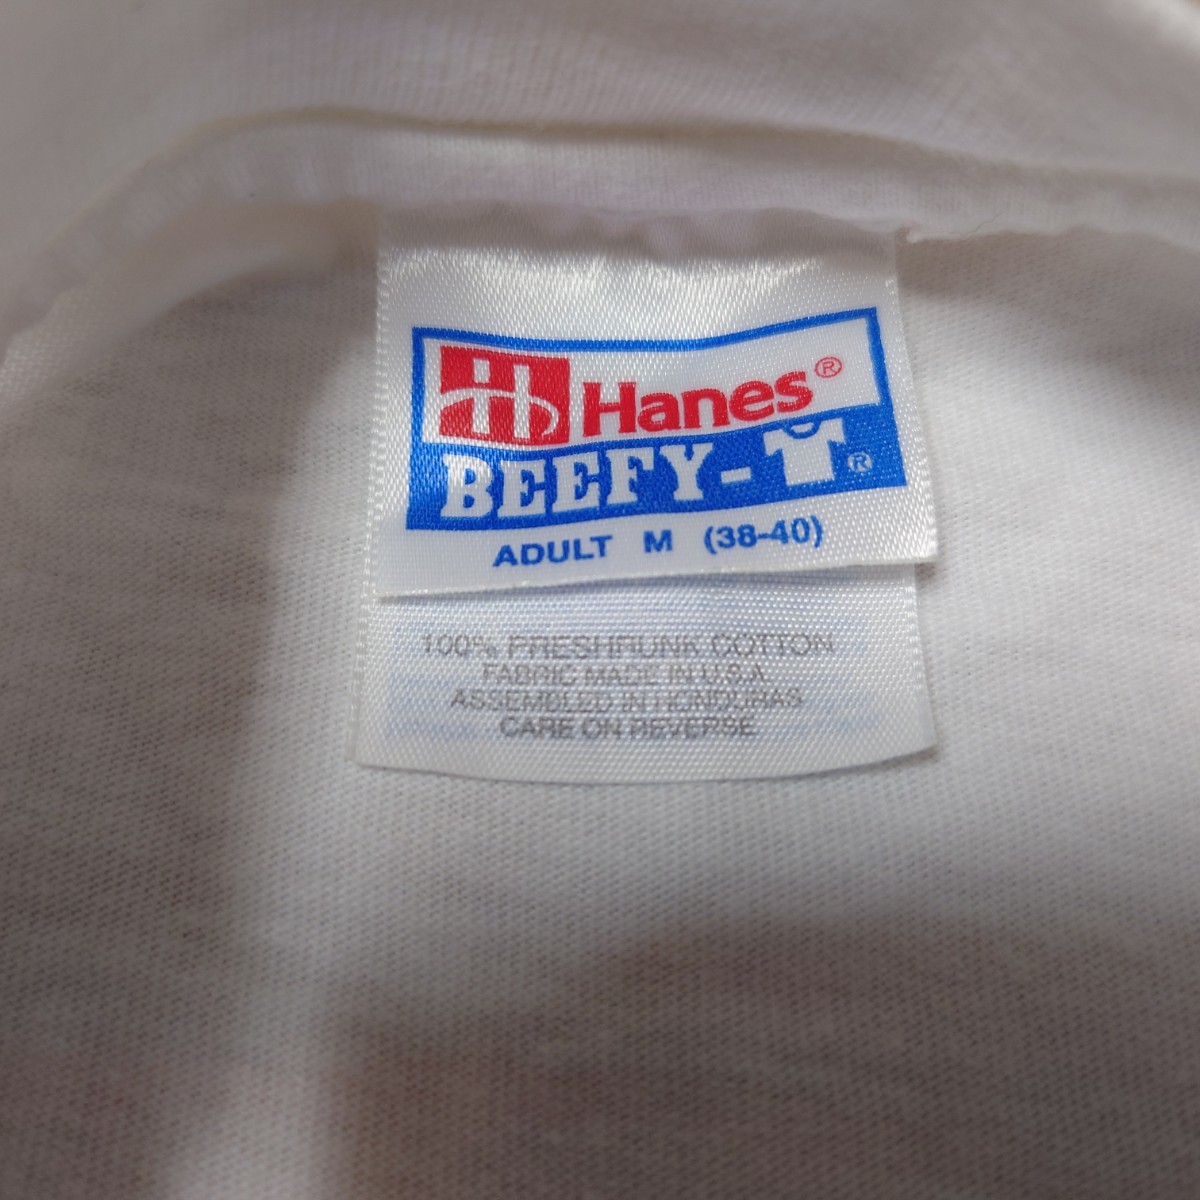 Hanes®
BEEFY-T®
ADULT M (38-40)
100% PRESHRUNK COTTON
FABRIC MADE IN U.S.A
ASSEMBLED IN HONDURAS
CARE ON REVERSE